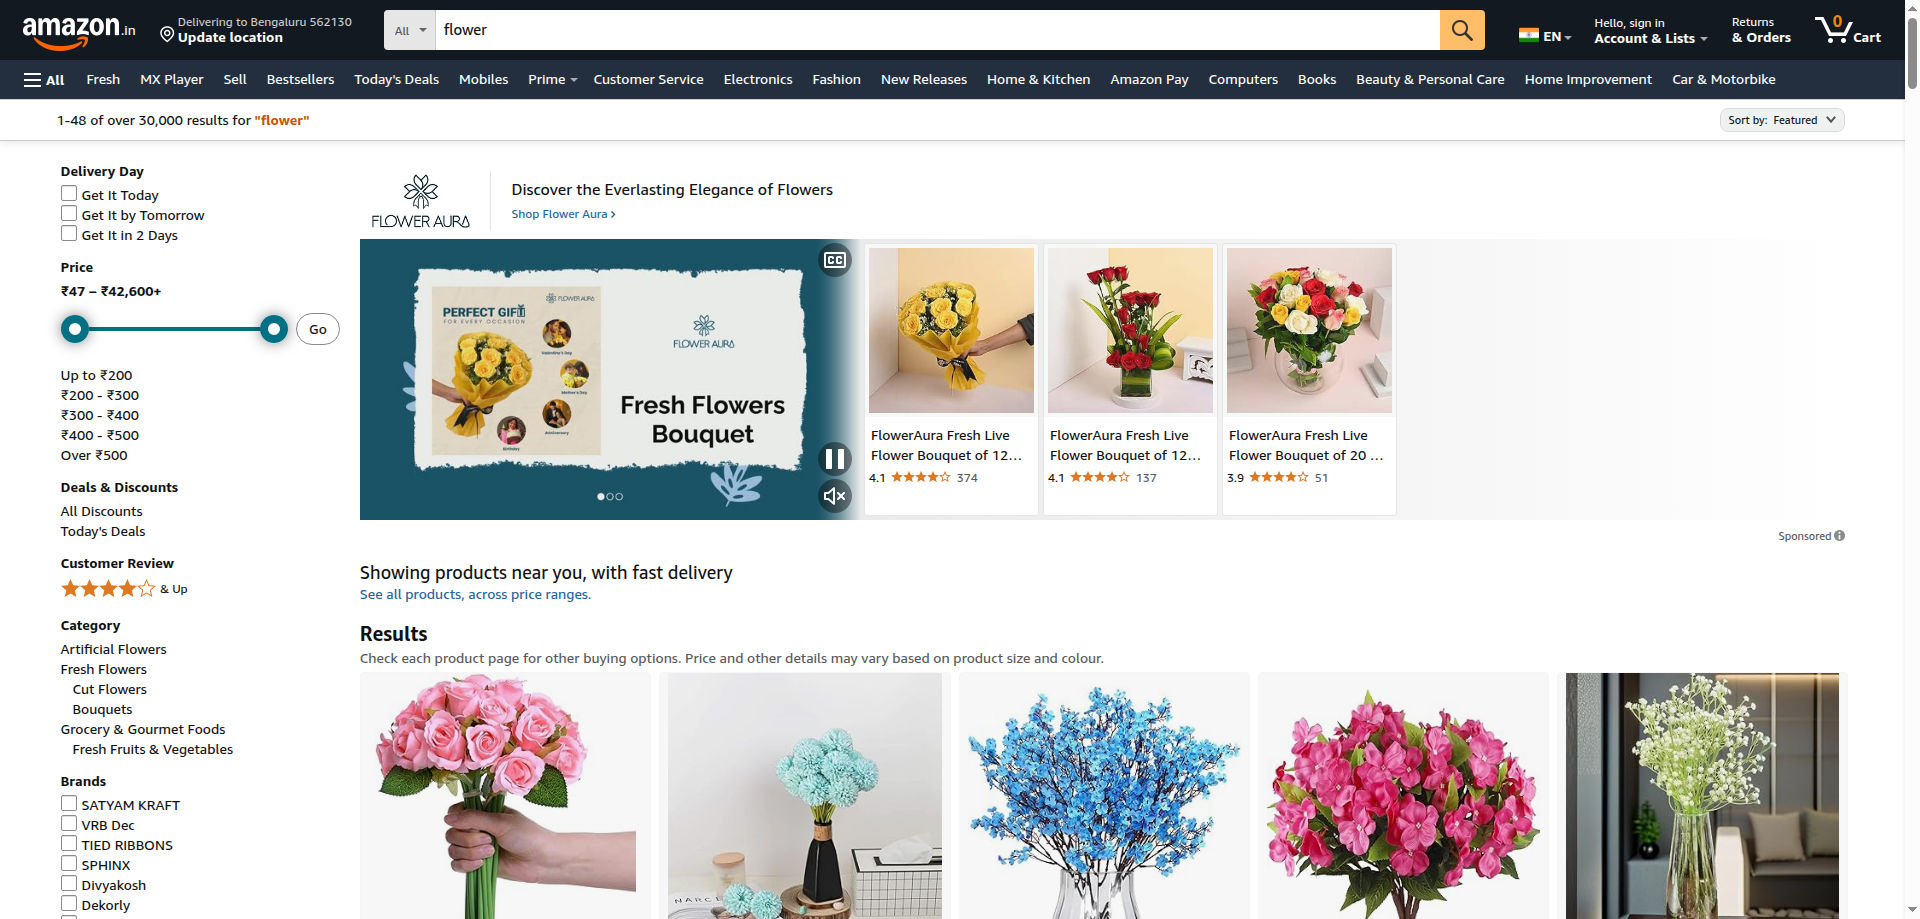 amazon.in
Delivering to Bengaluru 562130
Update location
All
flower
EN
Hello, sign in
Account & Lists
Returns
& Orders
0
Cart
All
Fresh
MX Player
Sell
Bestsellers
Today's Deals
Mobiles
Prime
Customer Service
Electronics
Fashion
New Releases
Home & Kitchen
Amazon Pay
Computers
Books
Beauty & Personal Care
Home Improvement
Car & Motorbike
1-48 of over 30,000 results for "flower"
Sort by: Featured
Delivery Day
Get It Today
Get It by Tomorrow
Get It in 2 Days
Price
₹47 – ₹42,600+
Go
Up to ₹200
₹200 - ₹300
₹300 - ₹400
₹400 - ₹500
Over ₹500
Deals & Discounts
All Discounts
Today's Deals
Customer Review
& Up
Category
Artificial Flowers
Fresh Flowers
Cut Flowers
Bouquets
Grocery & Gourmet Foods
Fresh Fruits & Vegetables
Brands
SATYAM KRAFT
VRB Dec
TIED RIBBONS
SPHINX
Divyakosh
Dekorly
FLOWER AURA
Discover the Everlasting Elegance of Flowers
Shop Flower Aura ›
CC
FLOWER AURA
PERFECT GIFT
FOR EVERY OCCASION
Valentine's Day
Mother's Day
Anniversary
Birthday
FLOWER AURA
Fresh Flowers
Bouquet
FlowerAura Fresh Live
Flower Bouquet of 12...
4.1
374
FlowerAura Fresh Live
Flower Bouquet of 12...
4.1
137
FlowerAura Fresh Live
Flower Bouquet of 20 ...
3.9
51
Sponsored
Showing products near you, with fast delivery
See all products, across price ranges.
Results
Check each product page for other buying options. Price and other details may vary based on product size and colour.